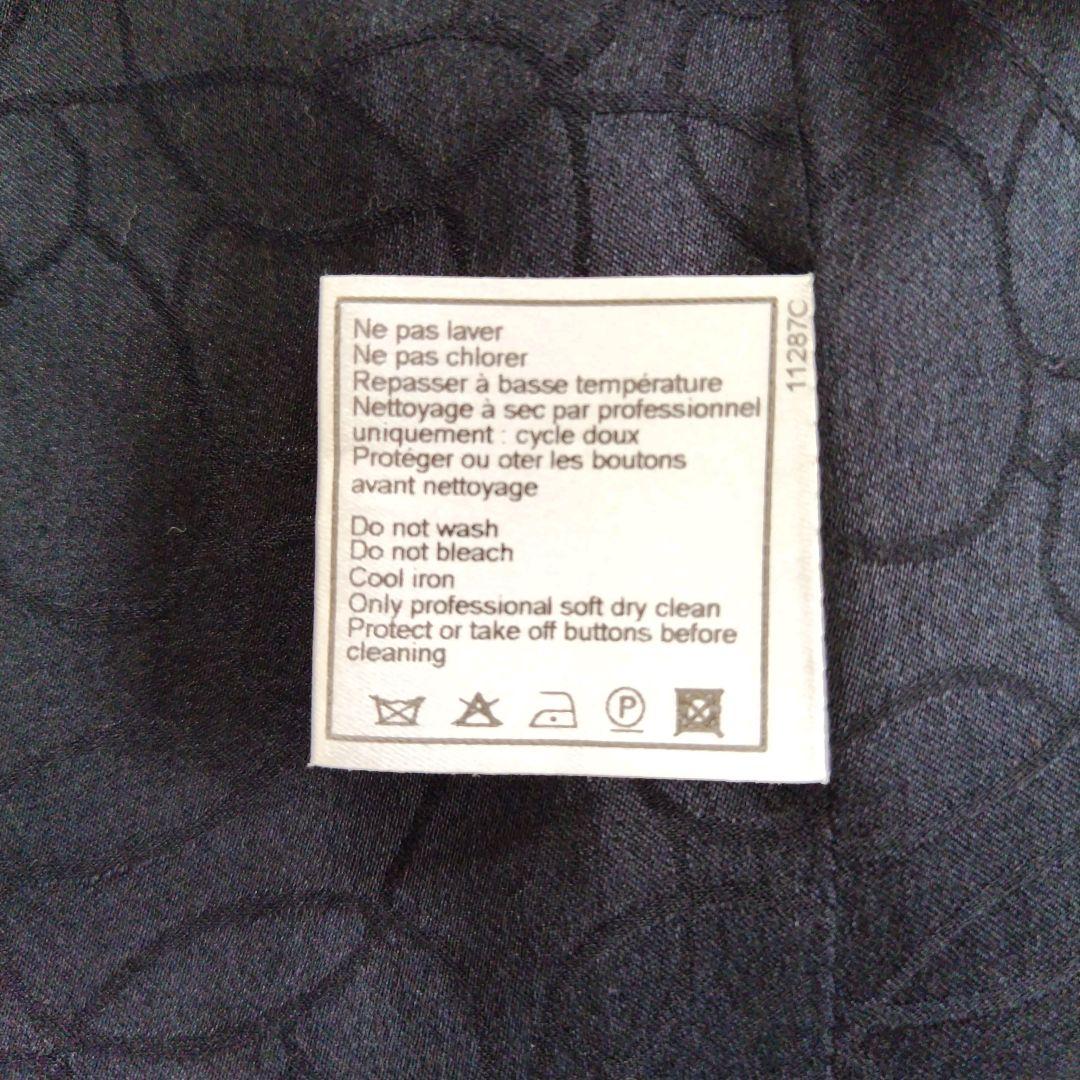 Ne pas laver
Ne pas chlorer
Repasser à basse température
Nettoyage à sec par professionnel
uniquement : cycle doux
Protéger ou oter les boutons
avant nettoyage
Do not wash
Do not bleach
Cool iron
Only professional soft dry clean
Protect or take off buttons before
cleaning
P
11287C